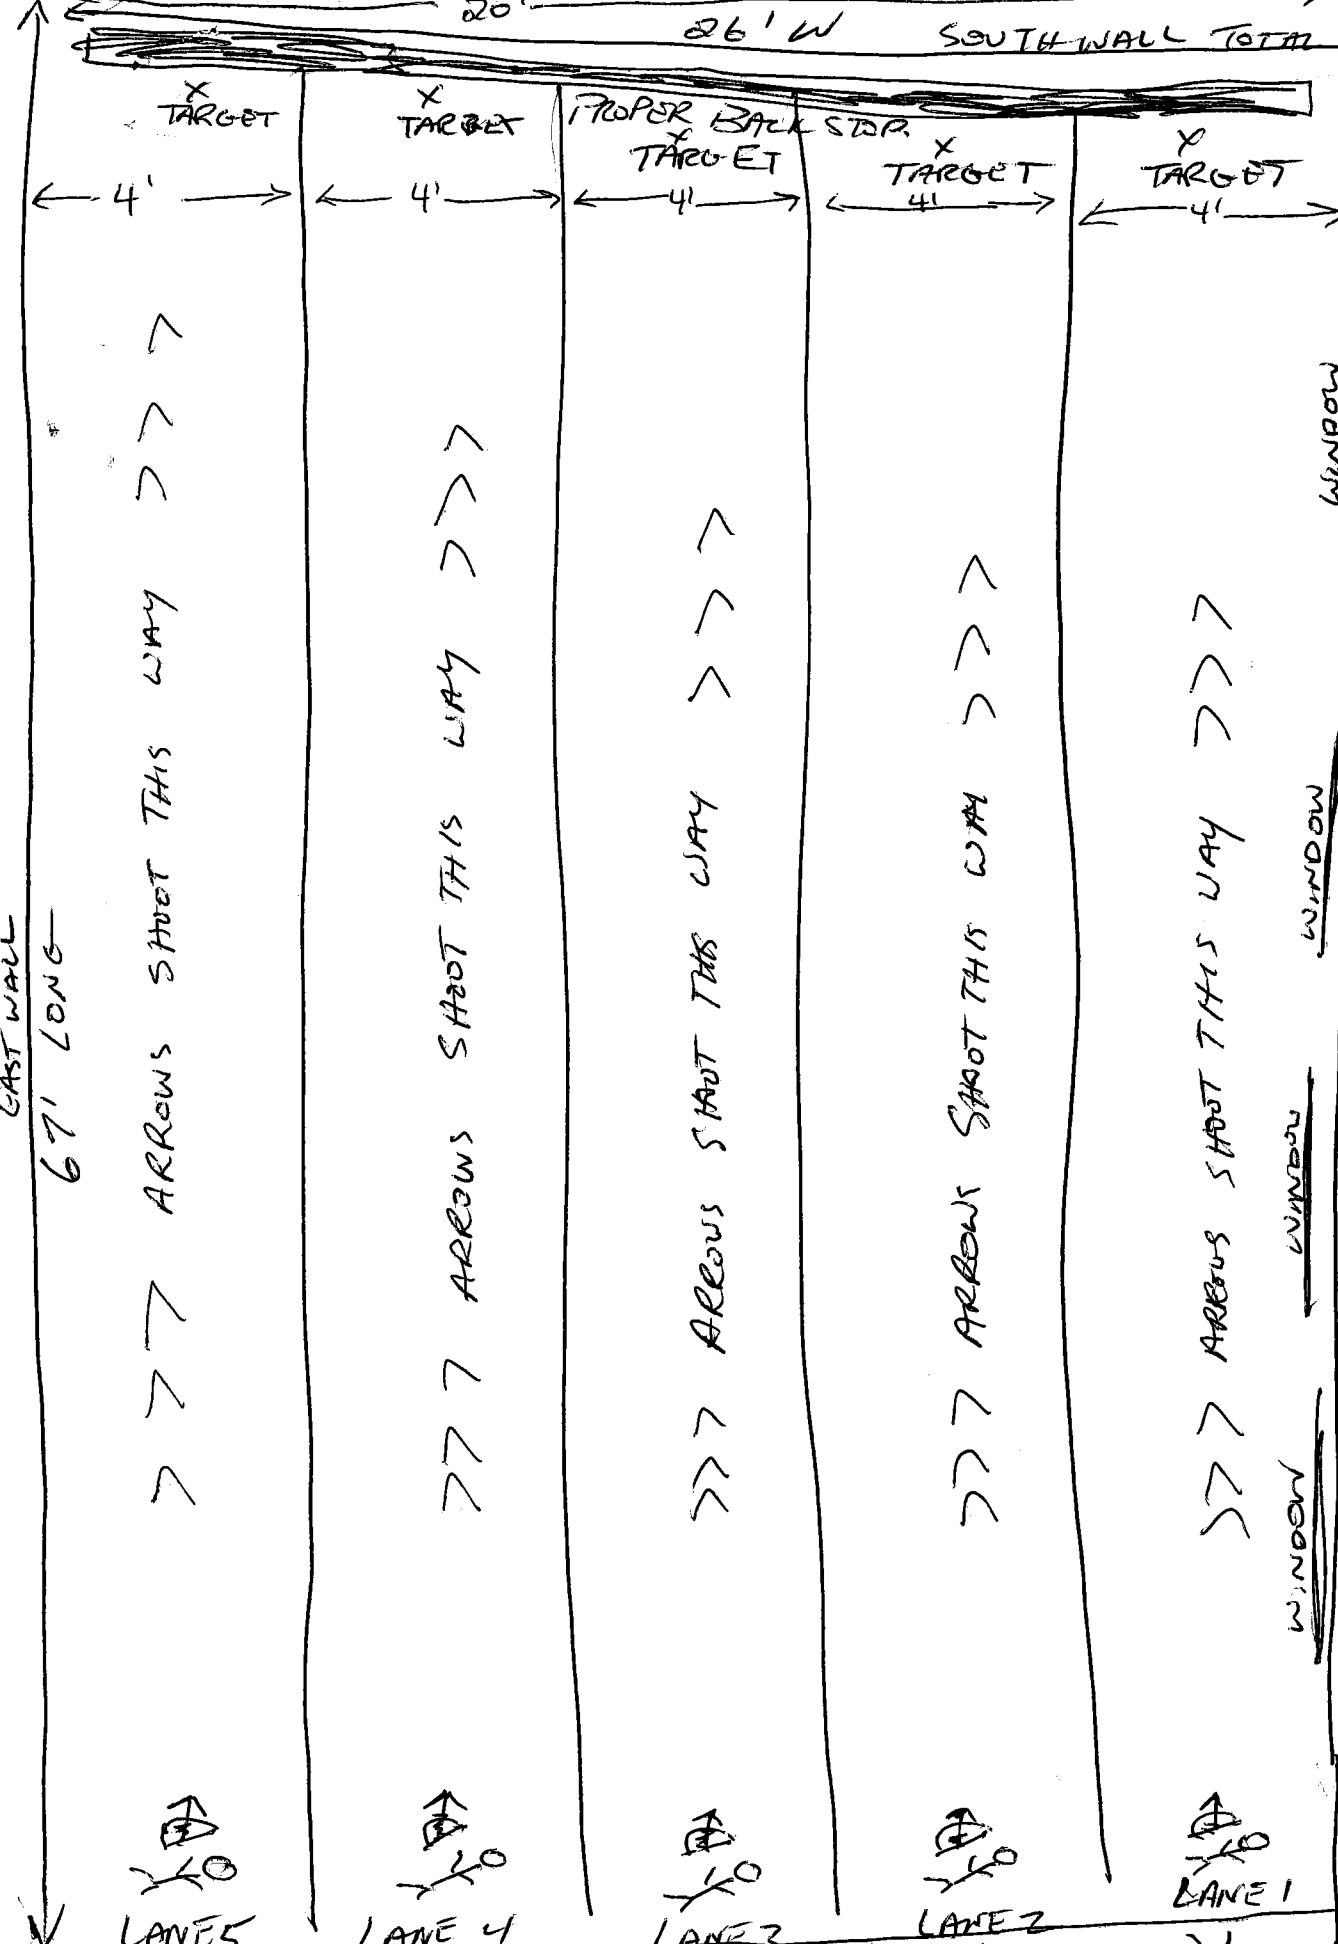 20'
26' W SOUTH WALL TOTAL
X
TARGET
X
TARGET
PROPER BACK STOP.
X
TARGET
X
TARGET
X
TARGET
4'
4'
4'
4'
4'
EAST WALL
67' LONG
> > > ARROWS SHOOT THIS WAY > > >
> > > ARROWS SHOOT THIS WAY > > >
> > > ARROWS SHOOT THIS WAY > > >
> > > ARROWS SHOOT THIS WAY > > >
> > > ARROWS SHOOT THIS WAY > > >
WINDOW
WINDOW
WINDOW
WINDOW
LANE 5
LANE 4
LANE 3
LANE 2
LANE 1